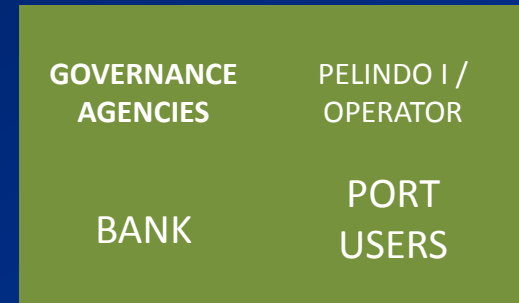 GOVERNANCE
AGENCIES
PELINDO I /
OPERATOR
BANK
PORT
USERS